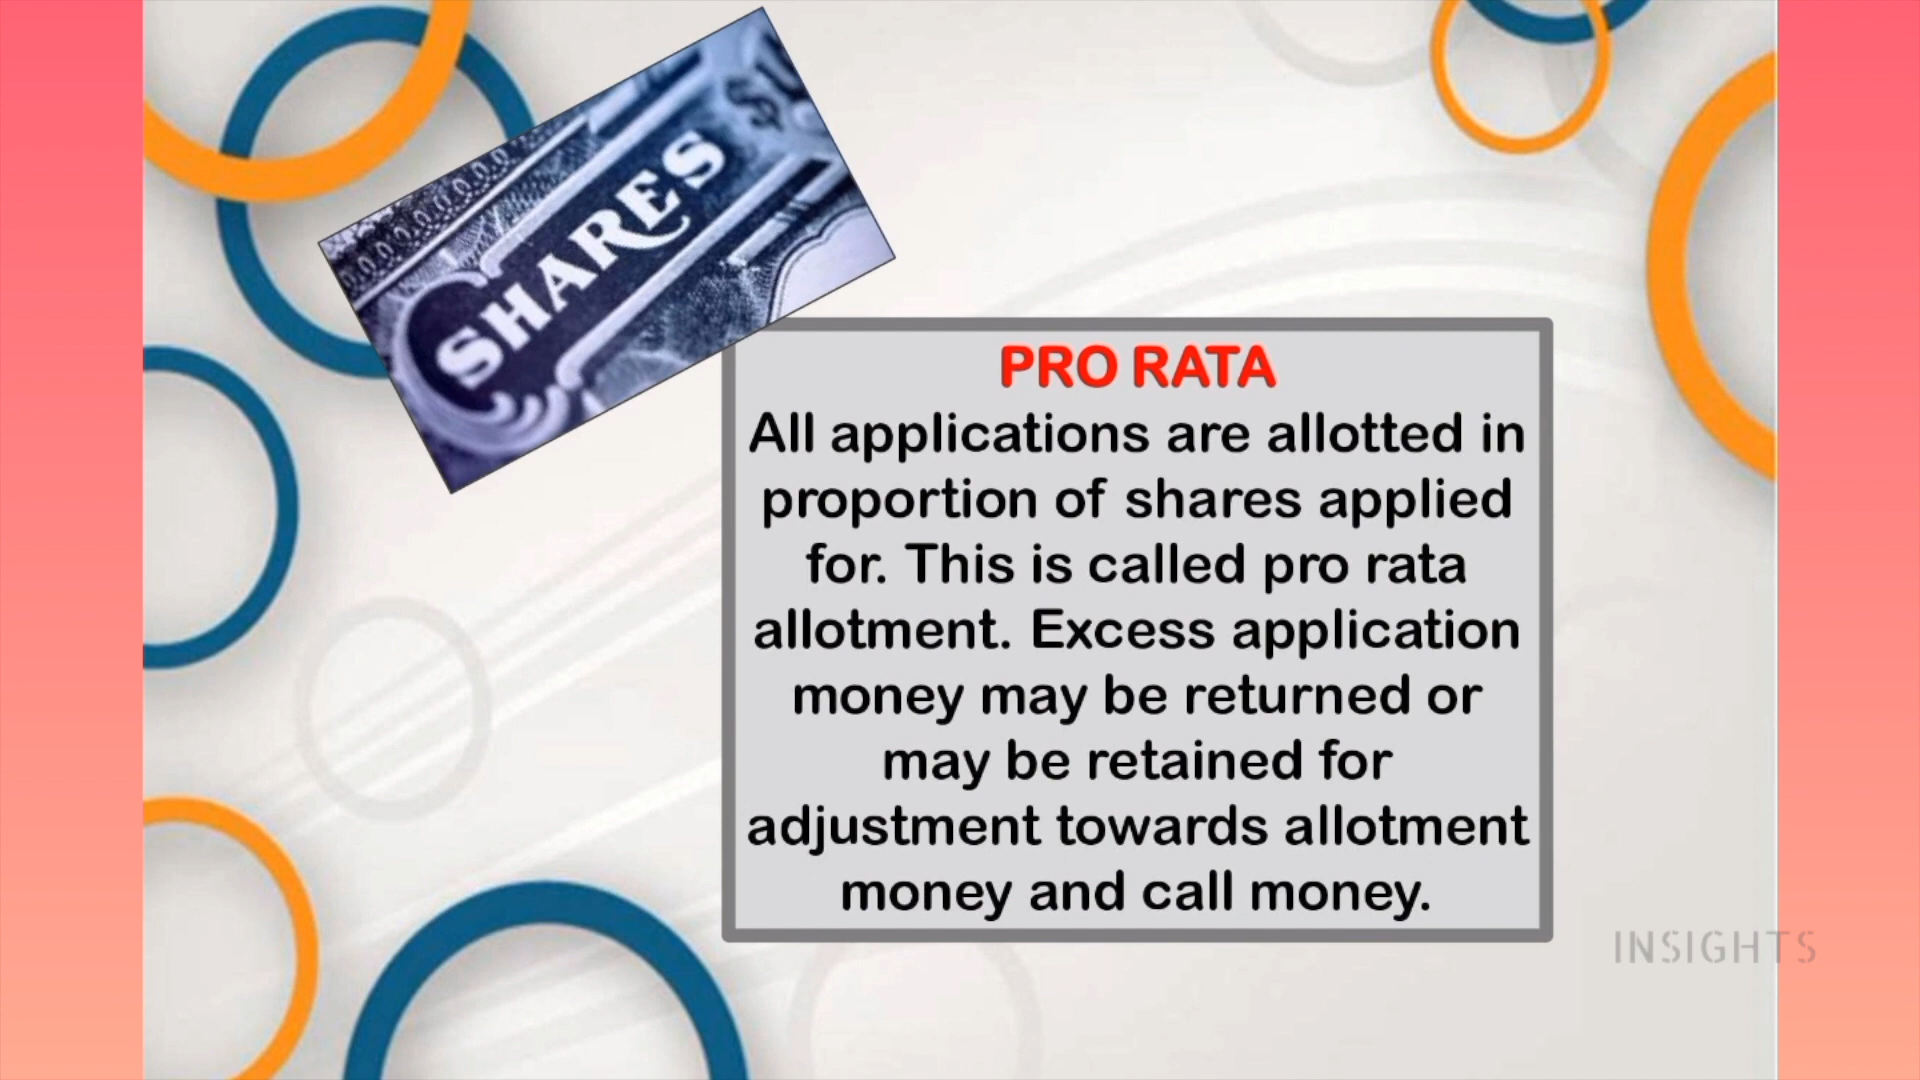 SHARES
PRO RATA
All applications are allotted in
proportion of shares applied
for. This is called pro rata
allotment. Excess application
money may be returned or
may be retained for
adjustment towards allotment
money and call money.
INSIGHTS